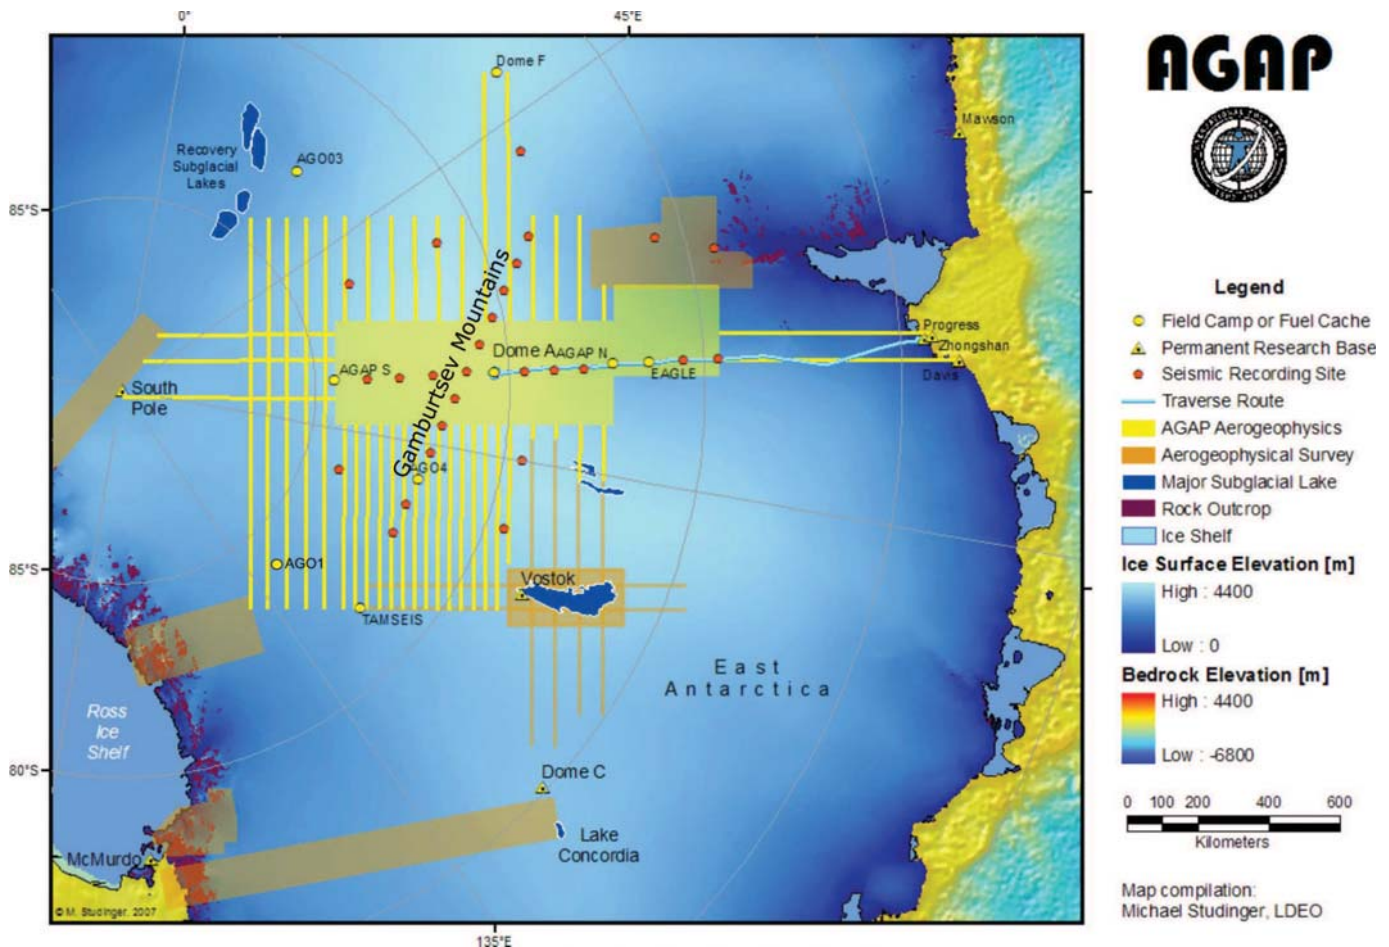 0°
45°E
AGAP
Dome F
Mawson
Recovery
Subglacial
Lakes
AGO03
85°S
Gamburtsev Mountains
Legend
Field Camp or Fuel Cache
Permanent Research Base
Seismic Recording Site
Traverse Route
AGAP Aerogeophysics
Aerogeophysical Survey
Major Subglacial Lake
Rock Outcrop
Ice Shelf
Progress
Zhongshan
Davis
Dome A
AGAP N
EAGLE
AGAP S
South
Pole
AGO4
AGO1
85°S
Vostok
TAMSEIS
Ice Surface Elevation [m]
High : 4400
Low : 0
East
Antarctica
Bedrock Elevation [m]
High : 4400
Low : -6800
Ross
Ice
Shelf
80°S
Dome C
Lake
Concordia
McMurdo
0 100 200 400 600
Kilometers
Map compilation:
Michael Studinger, LDEO
© M. Studinger, 2007
135°E